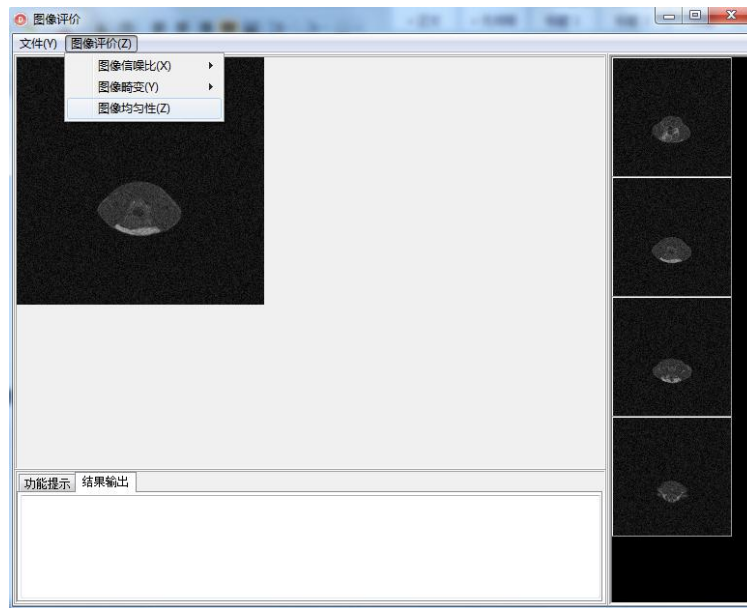 图像评价
文件(Y) 图像评价(Z)
图像信噪比(X)
图像畸变(Y)
图像均匀性(Z)
功能提示 结果输出